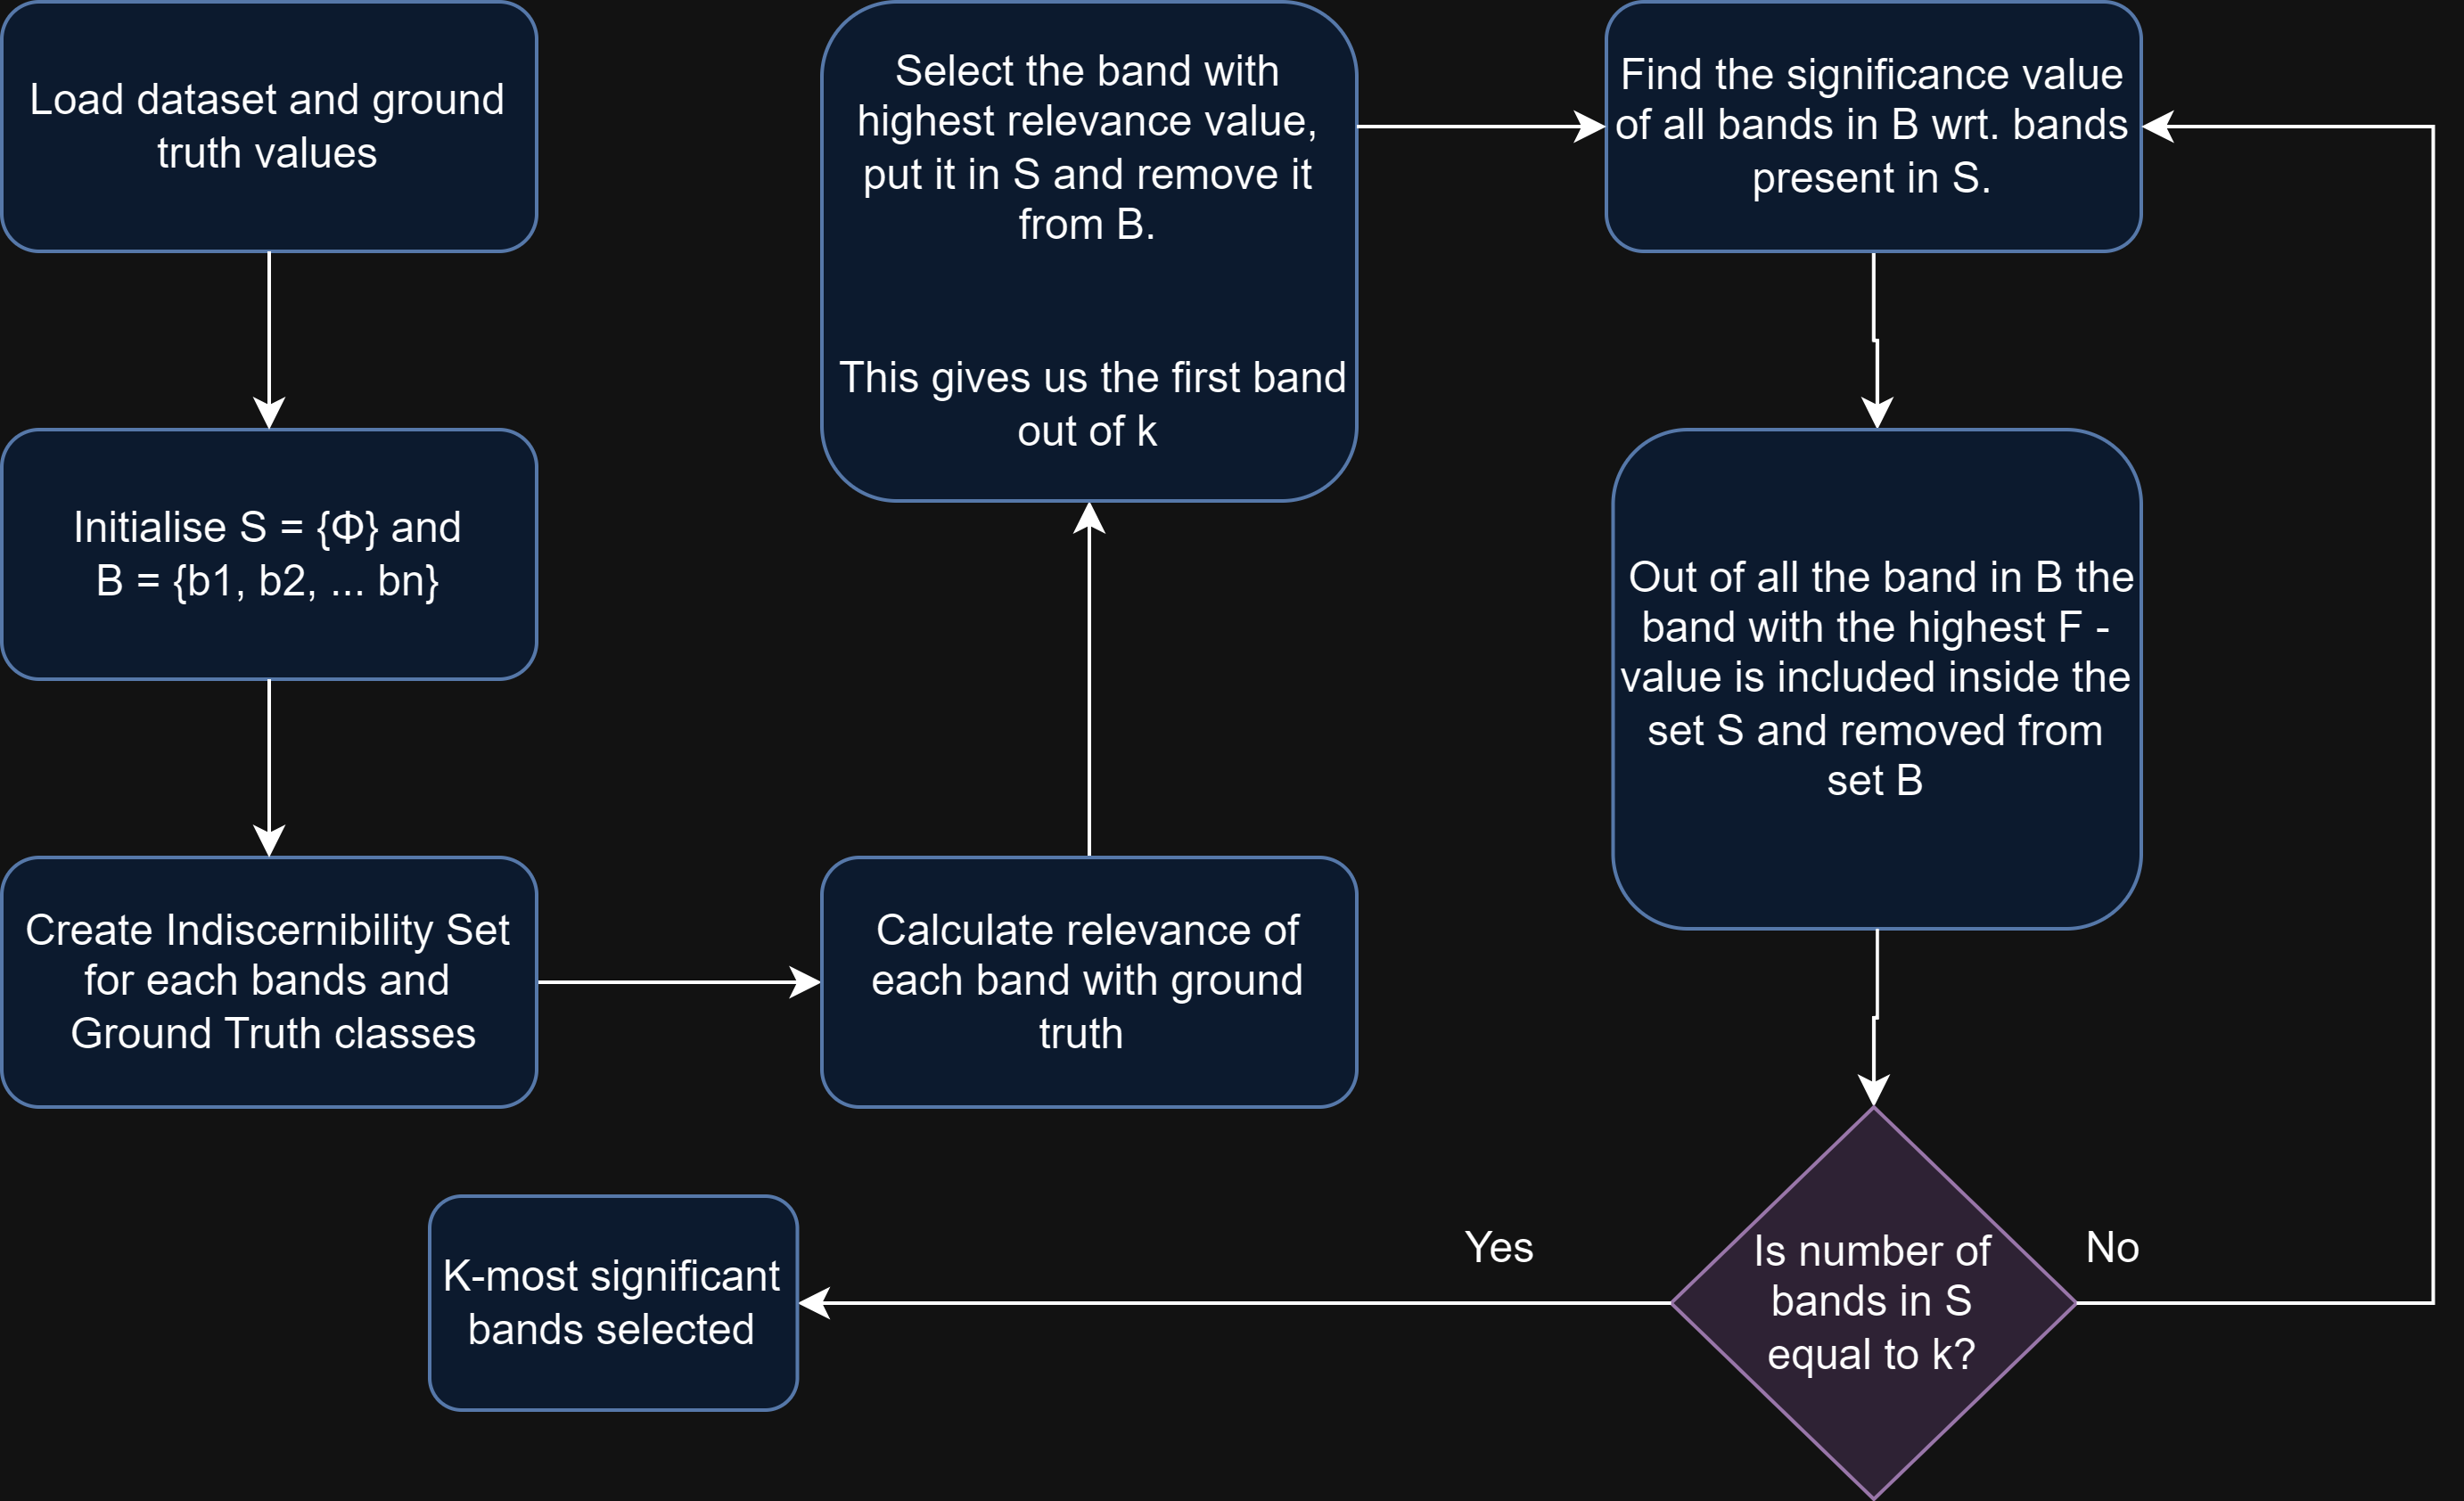 Load dataset and ground
truth values
Initialise S = {Φ} and
B = {b1, b2, ... bn}
Create Indiscernibility Set
for each bands and
Ground Truth classes
Calculate relevance of
each band with ground
truth
Select the band with
highest relevance value,
put it in S and remove it
from B.
This gives us the first band
out of k
Find the significance value
of all bands in B wrt. bands
present in S.
Out of all the band in B the
band with the highest F -
value is included inside the
set S and removed from
set B
Is number of
bands in S
equal to k?
Yes
No
K-most significant
bands selected